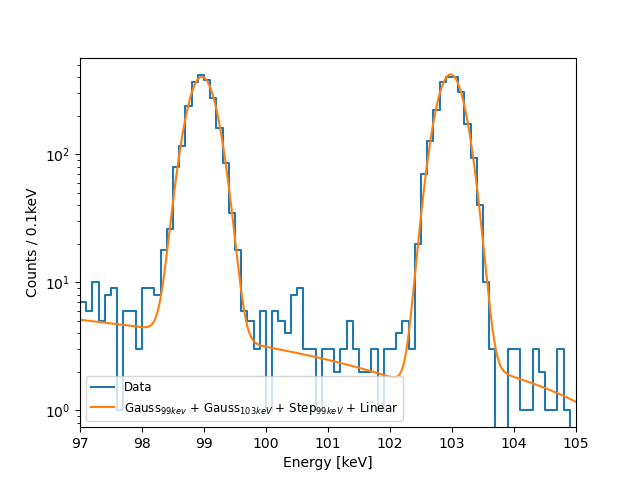 Counts / 0.1keV
10²
10¹
10⁰
Data
Gauss₉₉kev + Gauss₁₀₃keV + Step₉₉keV + Linear
97 98 99 100 101 102 103 104 105
Energy [keV]